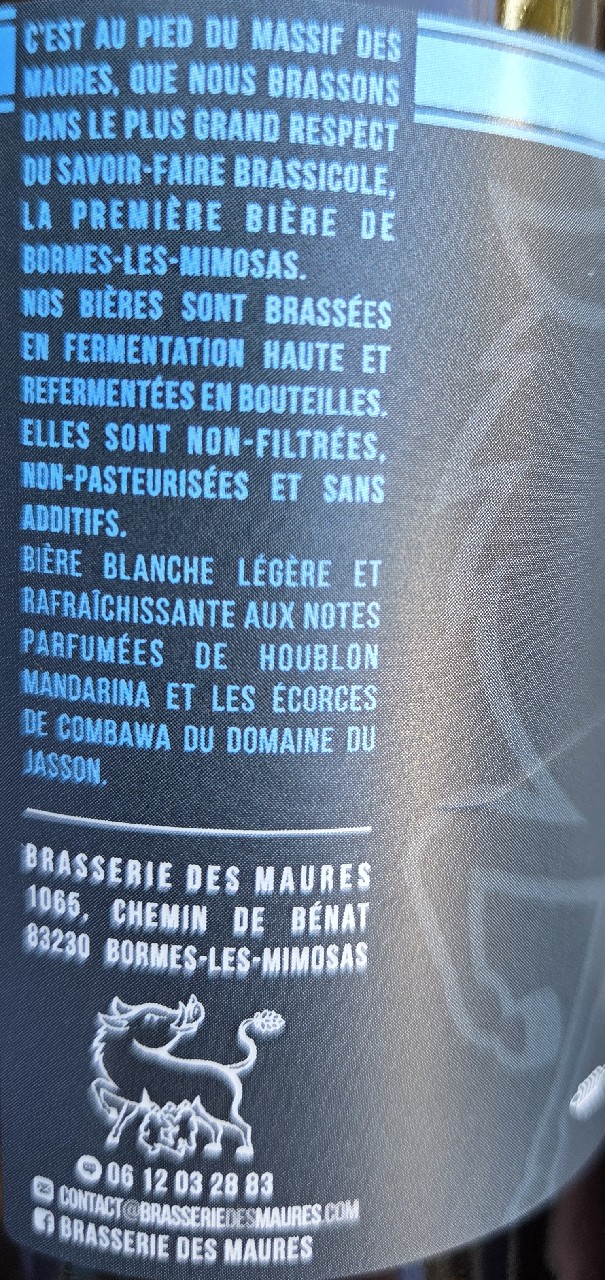 C'EST AU PIED DU MASSIF DES
MAURES, QUE NOUS BRASSONS
DANS LE PLUS GRAND RESPECT
DU SAVOIR-FAIRE BRASSICOLE,
LA PREMIÈRE BIÈRE DE
BORMES-LES-MIMOSAS.
NOS BIÈRES SONT BRASSÉES
EN FERMENTATION HAUTE ET
REFERMENTÉES EN BOUTEILLES.
ELLES SONT NON-FILTRÉES,
NON-PASTEURISÉES ET SANS
ADDITIFS.
BIÈRE BLANCHE LÉGÈRE ET
RAFRAÎCHISSANTE AUX NOTES
PARFUMÉES DE HOUBLON
MANDARINA ET LES ÉCORCES
DE COMBAWA DU DOMAINE DU
JASSON.
BRASSERIE DES MAURES
1065, CHEMIN DE BÉNAT
83230 BORMES-LES-MIMOSAS
06 12 03 28 83
CONTACT@BRASSERIEDESMAURES.COM
BRASSERIE DES MAURES